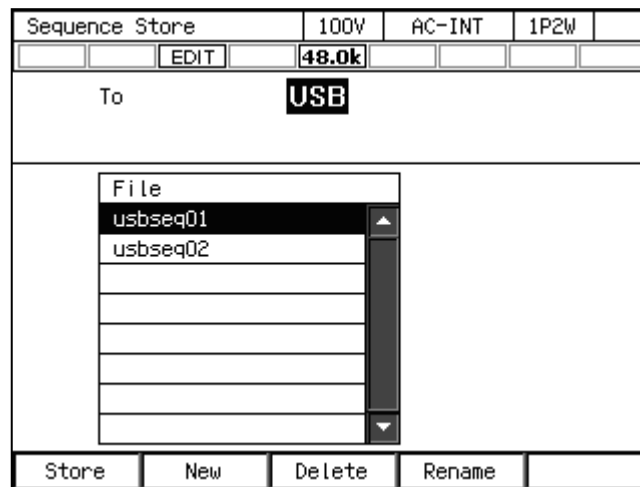 Sequence Store 100V AC-INT 1P2W
EDIT 48.0k
To USB
File
usbseq01
usbseq02
Store New Delete Rename